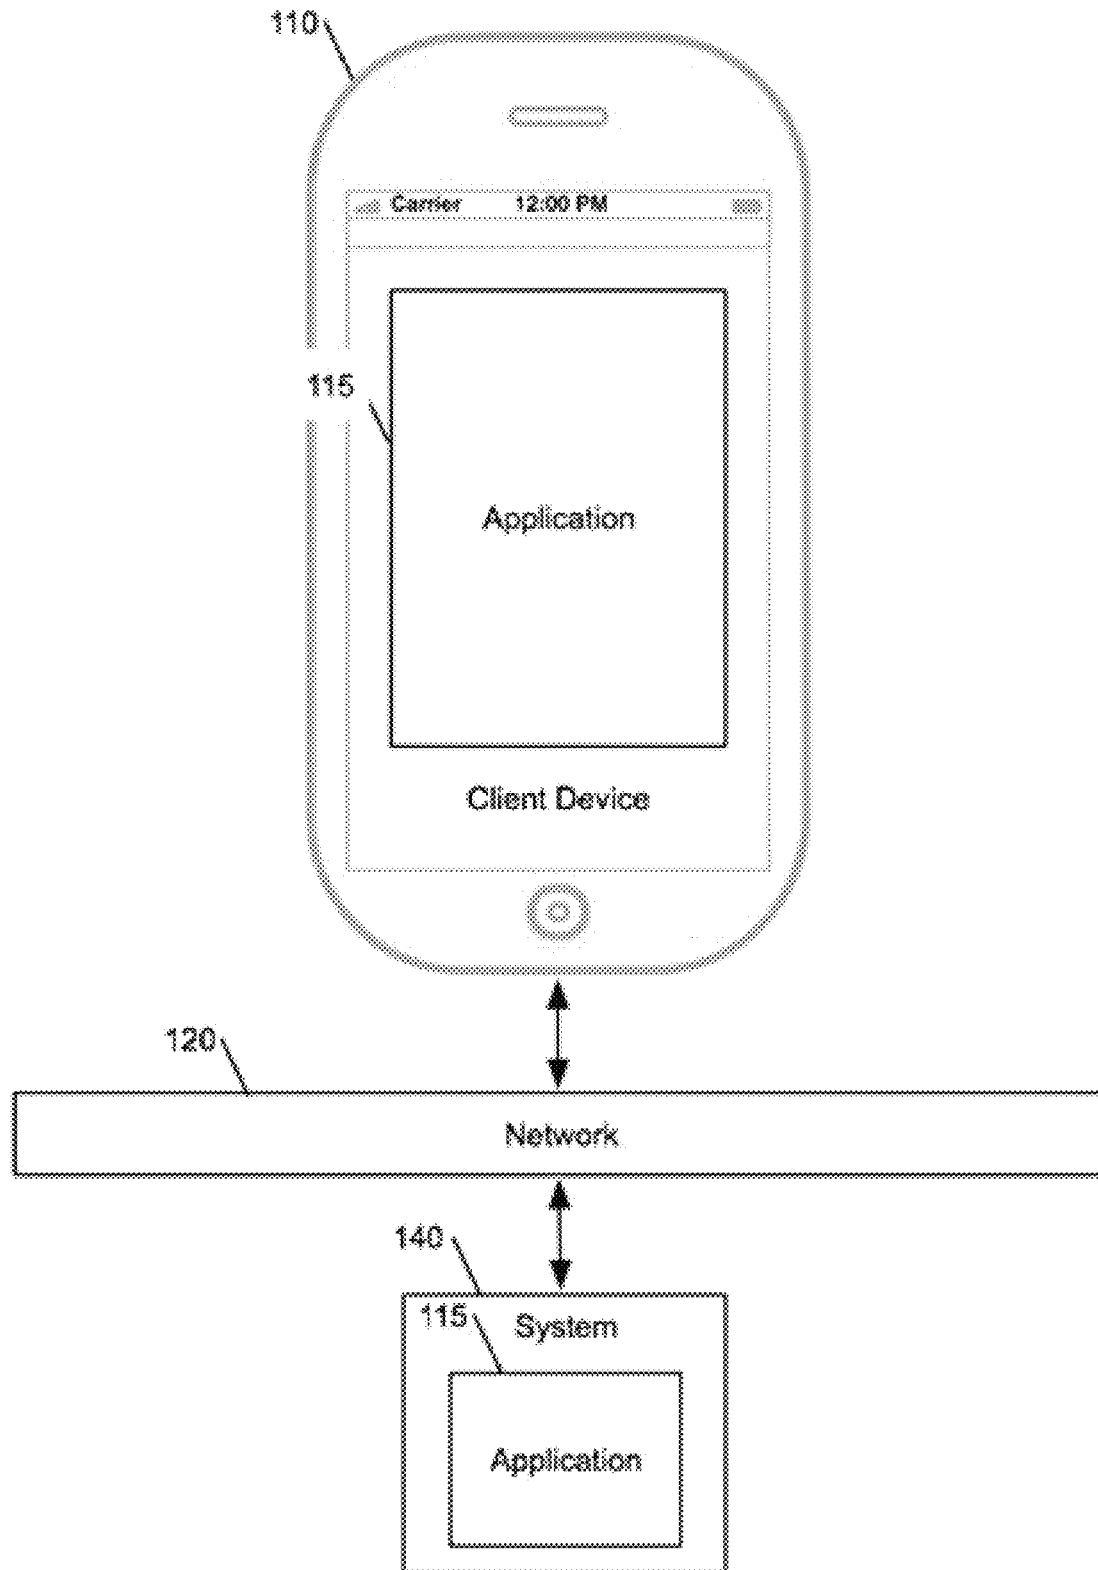 110
Carrier 12:00 PM
115
Application
Client Device
120
Network
140
115
System
Application